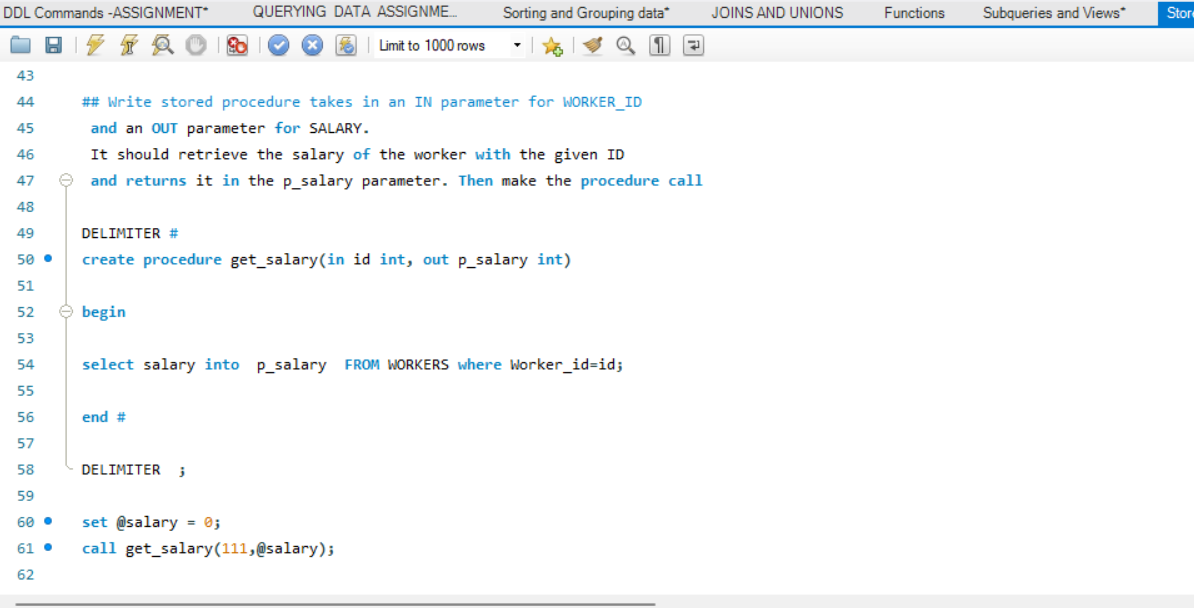 DDL Commands -ASSIGNMENT* QUERYING DATA ASSIGNME... Sorting and Grouping data* JOINS AND UNIONS Functions Subqueries and Views* Stor
Limit to 1000 rows
43
44 ## Write stored procedure takes in an IN parameter for WORKER_ID
45 and an OUT parameter for SALARY.
46 It should retrieve the salary of the worker with the given ID
47 and returns it in the p_salary parameter. Then make the procedure call
48
49 DELIMITER #
50 create procedure get_salary(in id int, out p_salary int)
51
52 begin
53
54 select salary into  p_salary  FROM WORKERS where Worker_id=id;
55
56 end #
57
58 DELIMITER  ;
59
60 set @salary = 0;
61 call get_salary(111,@salary);
62